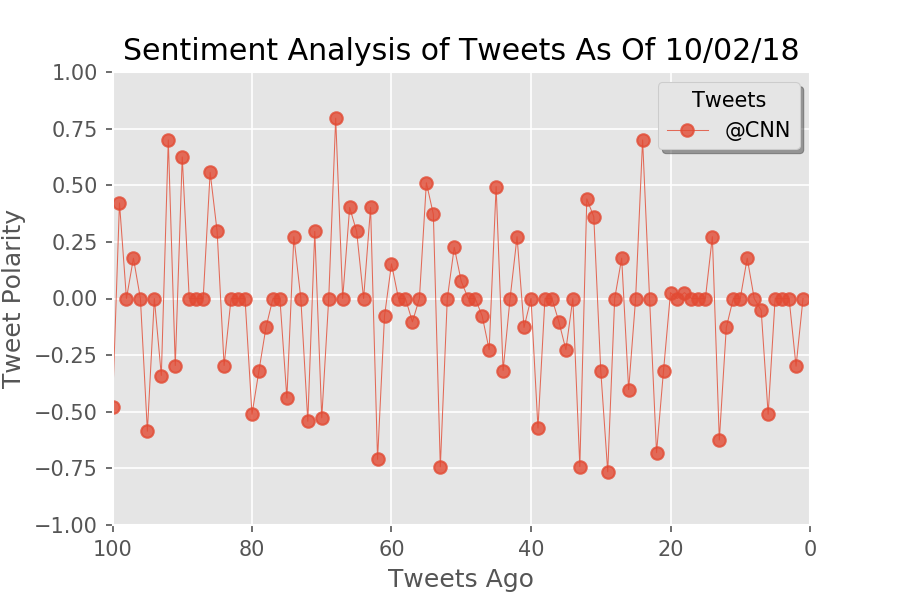 Sentiment Analysis of Tweets As Of 10/02/18
Tweets
@CNN
Tweet Polarity
1.00
0.75
0.50
0.25
0.00
−0.25
−0.50
−0.75
−1.00
100 80 60 40 20 0
Tweets Ago